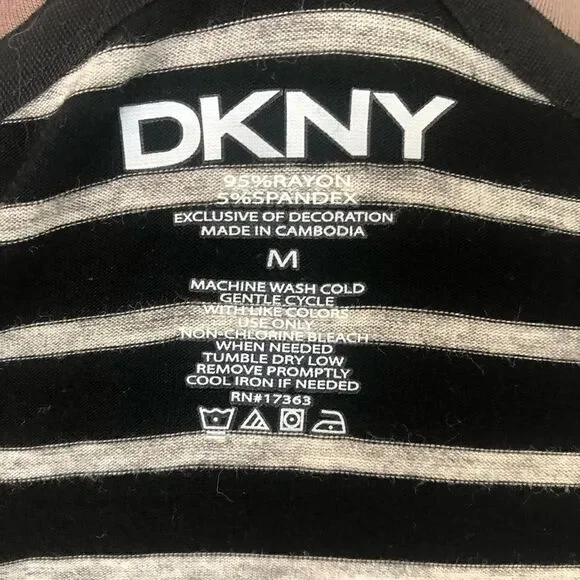 DKNY
95%RAYON
5%SPANDEX
EXCLUSIVE OF DECORATION
MADE IN CAMBODIA
M
MACHINE WASH COLD
GENTLE CYCLE
WITH LIKE COLORS
USE ONLY
NON-CHLORINE BLEACH
WHEN NEEDED
TUMBLE DRY LOW
REMOVE PROMPTLY
COOL IRON IF NEEDED
RN#17363